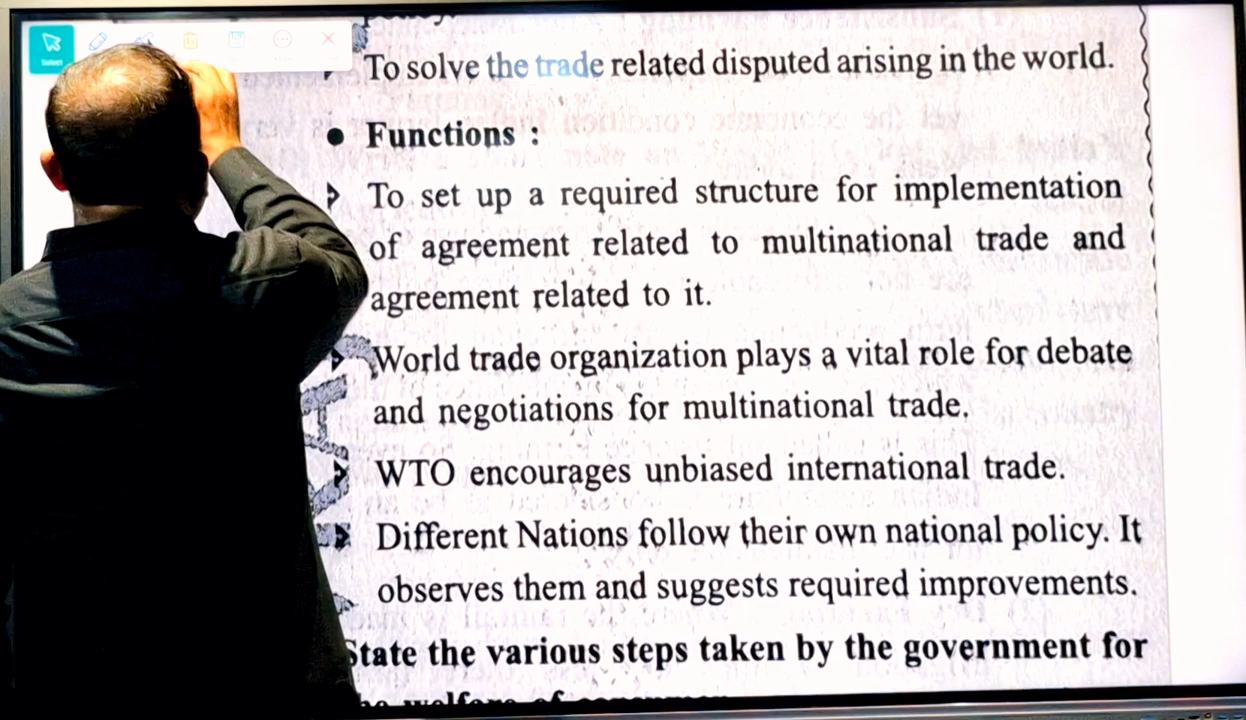 Select
To solve the trade related disputed arising in the world.
● Functions :
To set up a required structure for implementation
of agreement related to multinational trade and
agreement related to it.
World trade organization plays a vital role for debate
and negotiations for multinational trade.
WTO encourages unbiased international trade.
Different Nations follow their own national policy. It
observes them and suggests required improvements.
State the various steps taken by the government for
welfare of